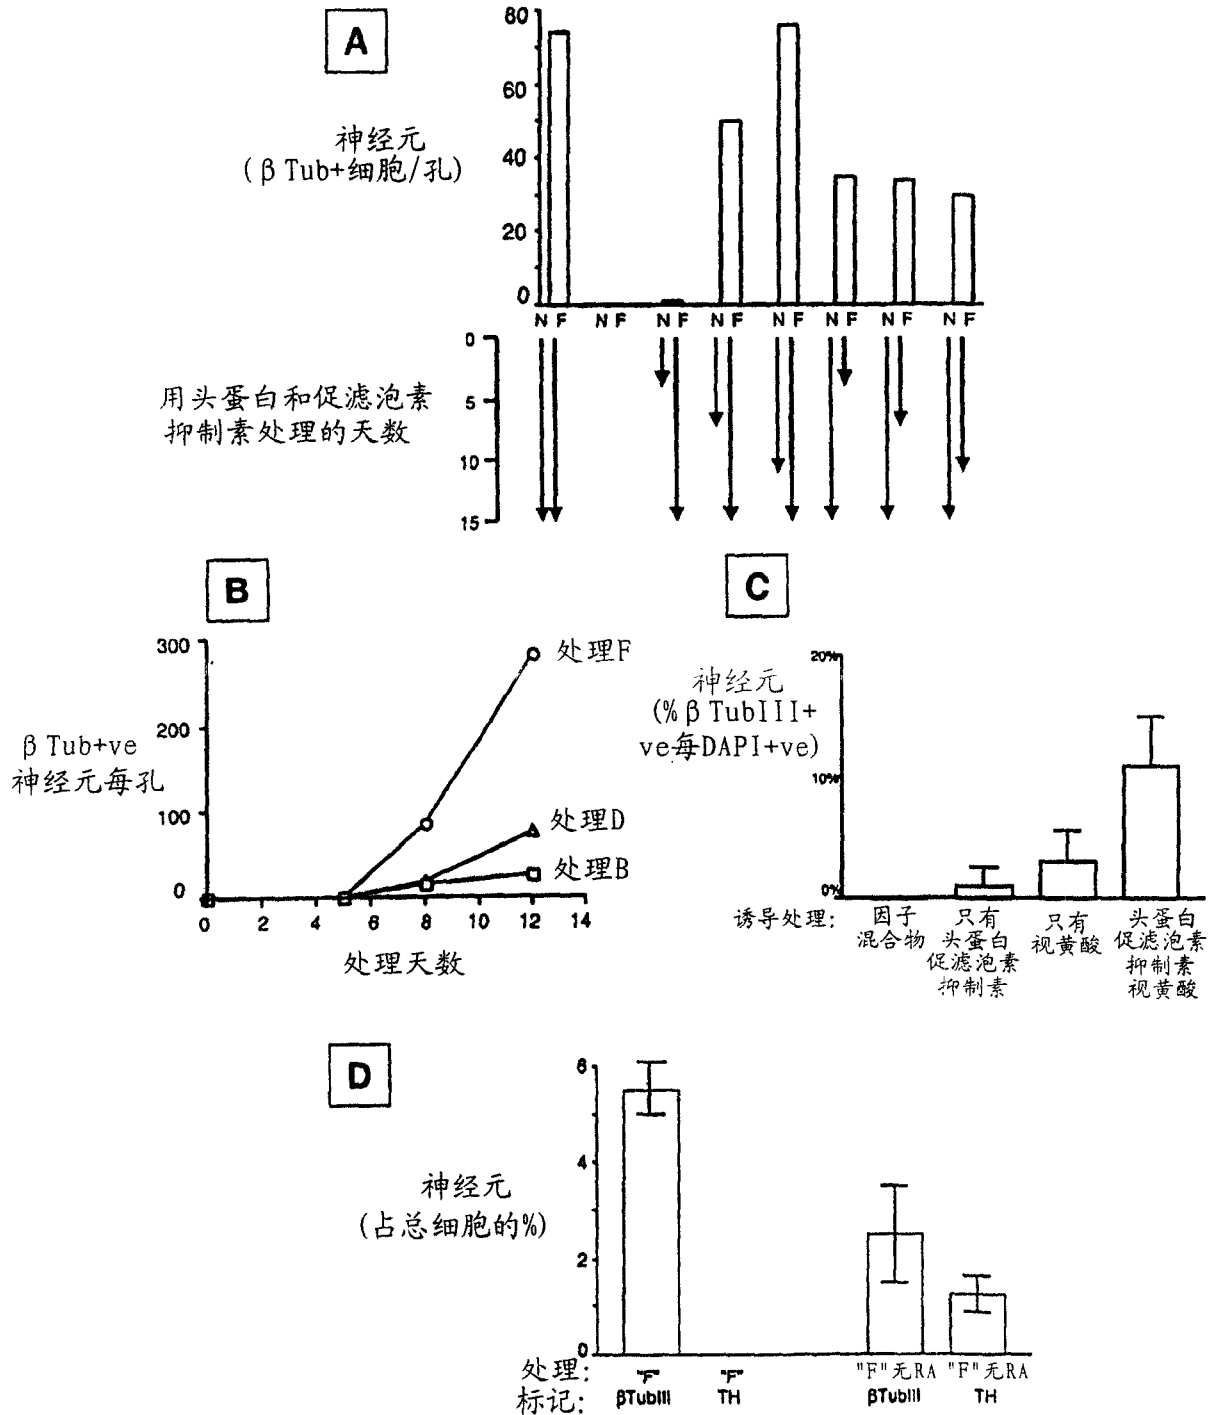 A
神经元
(β Tub+细胞/孔)
80
60
40
20
0
N F N F N F N F N F N F N F N F
用头蛋白和促滤泡素
抑制素处理的天数
0
5
10
15
B
β Tub+ve
神经元每孔
300
200
100
0
处理F
处理D
处理B
0 2 4 6 8 10 12 14
处理天数
C
神经元
(% β TubIII+
ve每DAPI+ve)
20%
10%
0%
诱导处理:
因子
混合物
只有
头蛋白
促滤泡素
抑制素
只有
视黄酸
头蛋白
促滤泡素
抑制素
视黄酸
D
神经元
(占总细胞的%)
6
4
2
0
处理: "F" "F" "F"无RA "F"无RA
标记: βTubIII TH βTubIII TH